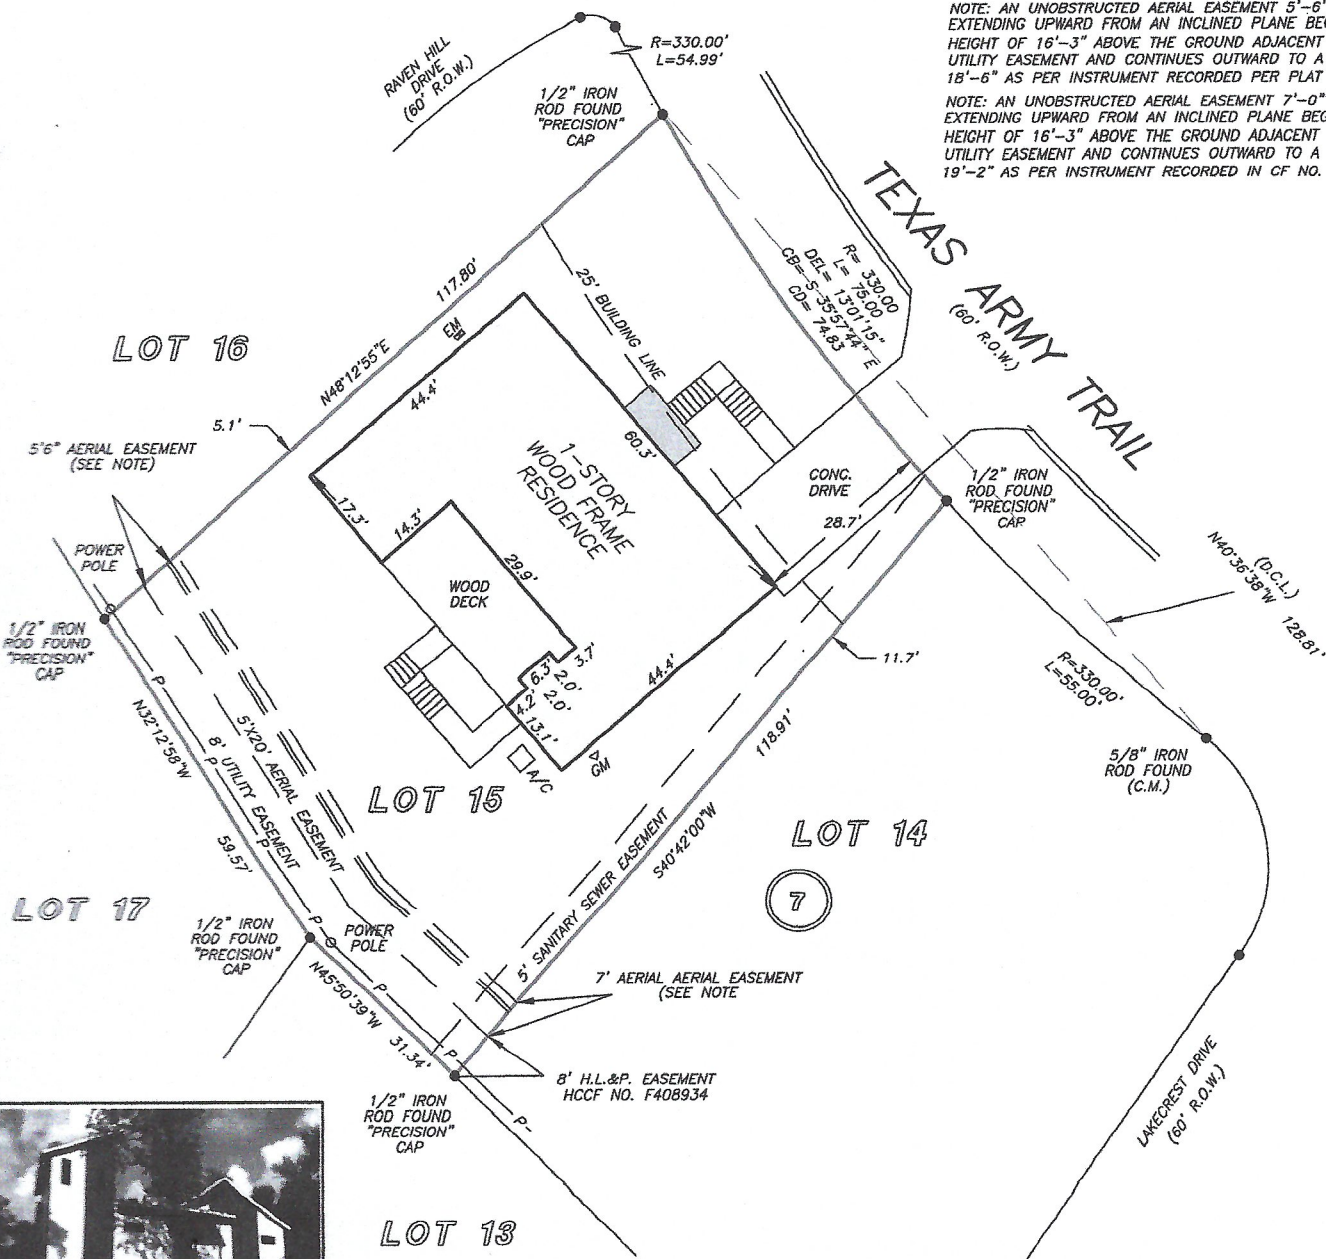 NOTE: AN UNOBSTRUCTED AERIAL EASEMENT 5'-6"
EXTENDING UPWARD FROM AN INCLINED PLANE BE
HEIGHT OF 16'-3" ABOVE THE GROUND ADJACENT
UTILITY EASEMENT AND CONTINUES OUTWARD TO A
18'-6" AS PER INSTRUMENT RECORDED PER PLAT
NOTE: AN UNOBSTRUCTED AERIAL EASEMENT 7'-0"
EXTENDING UPWARD FROM AN INCLINED PLANE BEG
HEIGHT OF 16'-3" ABOVE THE GROUND ADJACENT
UTILITY EASEMENT AND CONTINUES OUTWARD TO A
19'-2" AS PER INSTRUMENT RECORDED IN CF NO.
RAVEN HILL
DRIVE
(60' R.O.W.)
R=330.00'
L=54.99'
1/2" IRON
ROD FOUND
"PRECISION"
CAP
TEXAS ARMY TRAIL
(60' R.O.W.)
R= 330.00
L= 75.00
DEL= 13°01'15"
CB= S 35°57'44" E
CD= 74.83
117.80'
N48°12'55"E
25' BUILDING LINE
LOT 16
EM
44.4'
5.1'
5'6" AERIAL EASEMENT
(SEE NOTE)
60.3'
1-STORY
WOOD FRAME
RESIDENCE
CONC.
DRIVE
28.7'
1/2" IRON
ROD FOUND
"PRECISION"
CAP
17.3'
14.3'
29.9'
WOOD
DECK
POWER
POLE
1/2" IRON
ROD FOUND
"PRECISION"
CAP
(D.C.L.)
N40°36'38"W 128.81'
11.7'
3.7'
6.3'
2.0'
2.0'
4.2'
13.1'
44.4'
R=330.00'
L=55.00'
P
N32°12'58"W
59.57'
8' UTILITY EASEMENT
5'X20' AERIAL EASEMENT
P
P
A/C
GM
118.91'
S40°42'00"W
5/8" IRON
ROD FOUND
(C.M.)
LOT 15
LOT 14
7
5' SANITARY SEWER EASEMENT
LOT 17
1/2" IRON
ROD FOUND
"PRECISION"
CAP
P
POWER
POLE
N45°50'39"W
31.34'
P
P
7' AERIAL AERIAL EASEMENT
(SEE NOTE
8' H.L.&P. EASEMENT
HCCF NO. F408934
P
1/2" IRON
ROD FOUND
"PRECISION"
CAP
LAKECREST DRIVE
(60' R.O.W.)
LOT 13